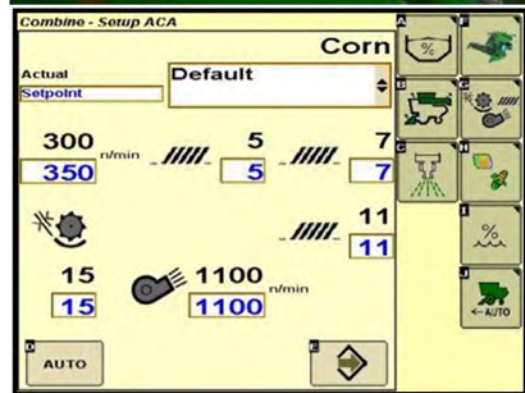 Combine - Setup ACA
Corn
Actual
Setpoint
Default
300
350
n/min
5
5
7
7
11
11
15
15
1100
1100
n/min
D
AUTO
E
A
%
F
B
G
C
H
I
%
J
←AUTO